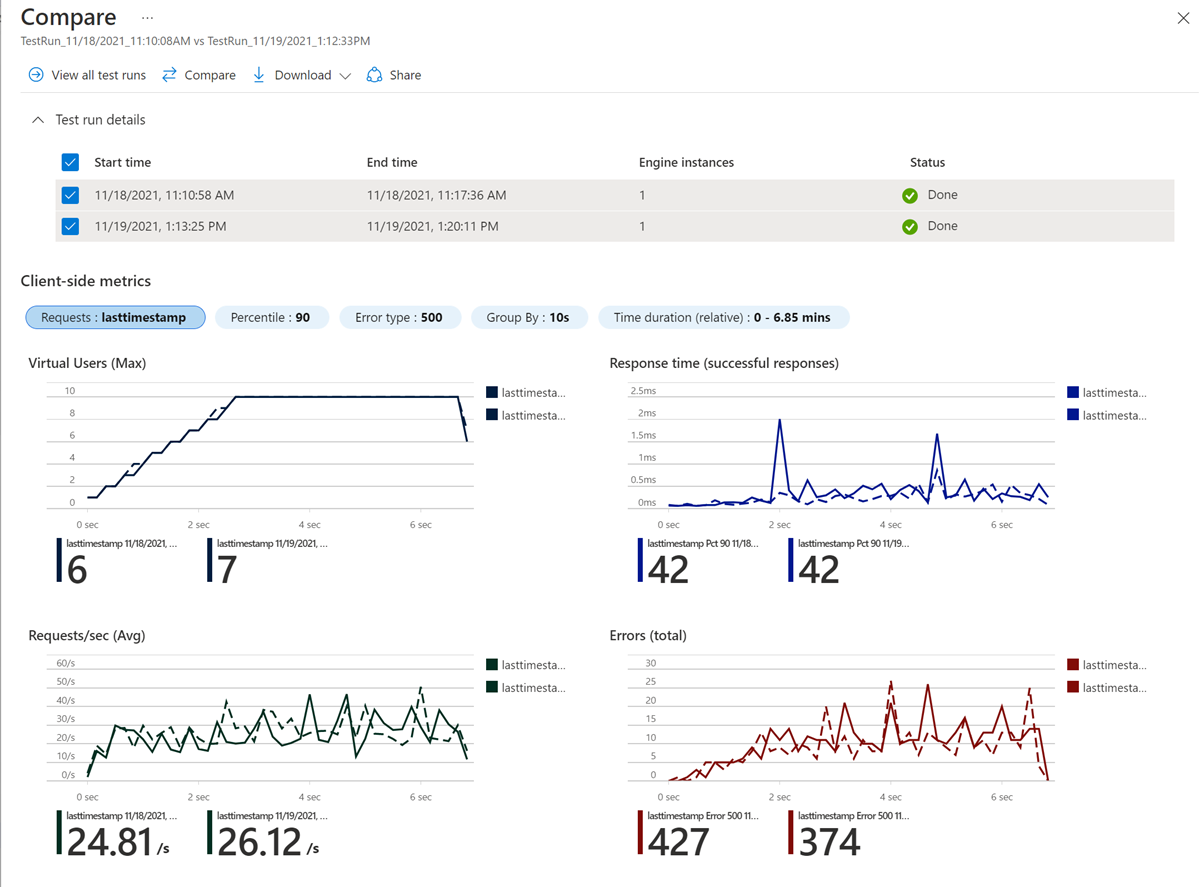 Compare ...
TestRun_11/18/2021_11:10:08AM vs TestRun_11/19/2021_1:12:33PM
View all test runs Compare Download Share
Test run details
Start time End time Engine instances Status
11/18/2021, 11:10:58 AM 11/18/2021, 11:17:36 AM 1 Done
11/19/2021, 1:13:25 PM 11/19/2021, 1:20:11 PM 1 Done
Client-side metrics
Requests : lasttimestamp Percentile : 90 Error type : 500 Group By : 10s Time duration (relative) : 0 - 6.85 mins
Virtual Users (Max)
10
8
6
4
2
0
0 sec 2 sec 4 sec 6 sec
lasttimesta...
lasttimesta...
lasttimestamp 11/18/2021, ... lasttimestamp 11/19/2021, ...
6 7
Response time (successful responses)
2.5ms
2ms
1.5ms
1ms
0.5ms
0ms
0 sec 2 sec 4 sec 6 sec
lasttimesta...
lasttimesta...
lasttimestamp Pct 90 11/18... lasttimestamp Pct 90 11/19...
42 42
Requests/sec (Avg)
60/s
50/s
40/s
30/s
20/s
10/s
0/s
0 sec 2 sec 4 sec 6 sec
lasttimesta...
lasttimesta...
lasttimestamp 11/18/2021, ... lasttimestamp 11/19/2021, ...
24.81 /s 26.12 /s
Errors (total)
30
25
20
15
10
5
0
0 sec 2 sec 4 sec 6 sec
lasttimesta...
lasttimesta...
lasttimestamp Error 500 11... lasttimestamp Error 500 11...
427 374